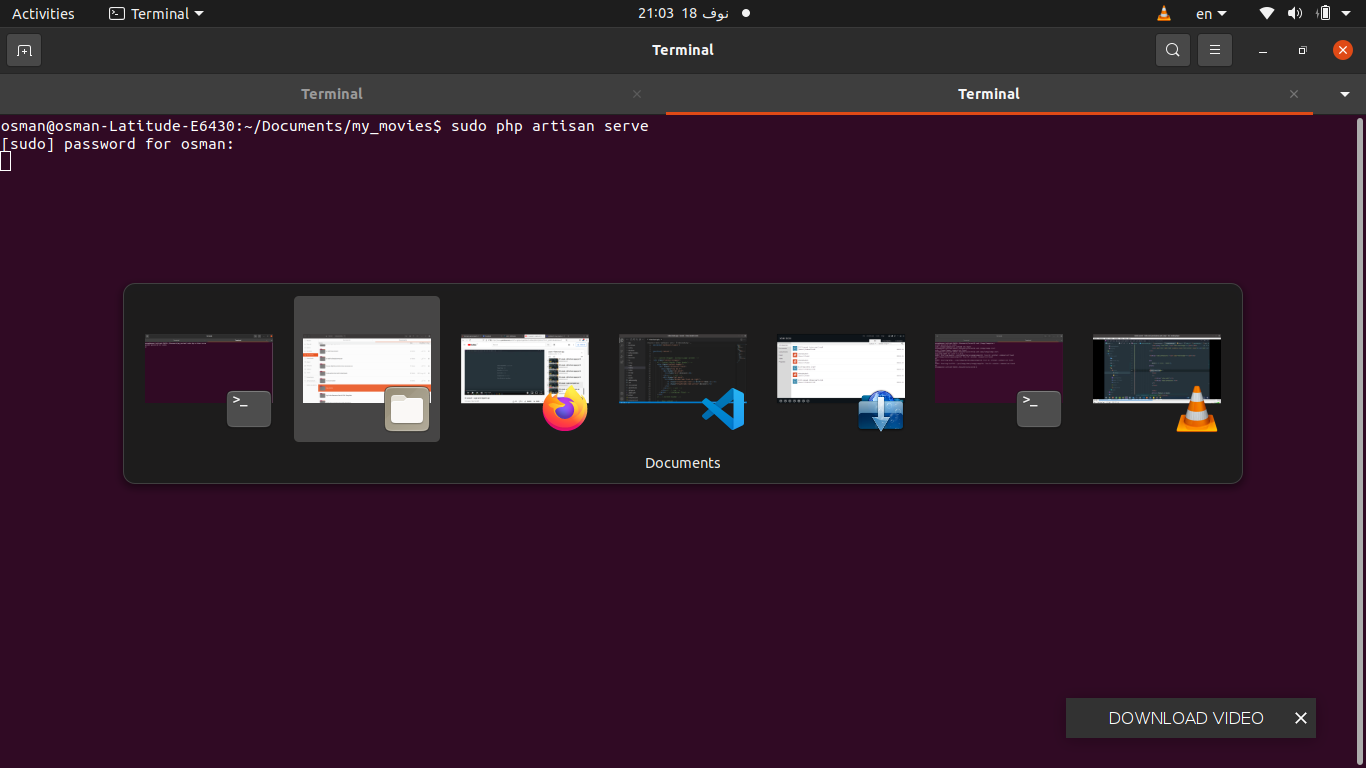 Activities
Terminal
21:03 18 نوف
en
Terminal
Terminal
Terminal
osman@osman-Latitude-E6430:~/Documents/my_movies$ sudo php artisan serve
[sudo] password for osman:
>_
>_
Documents
DOWNLOAD VIDEO